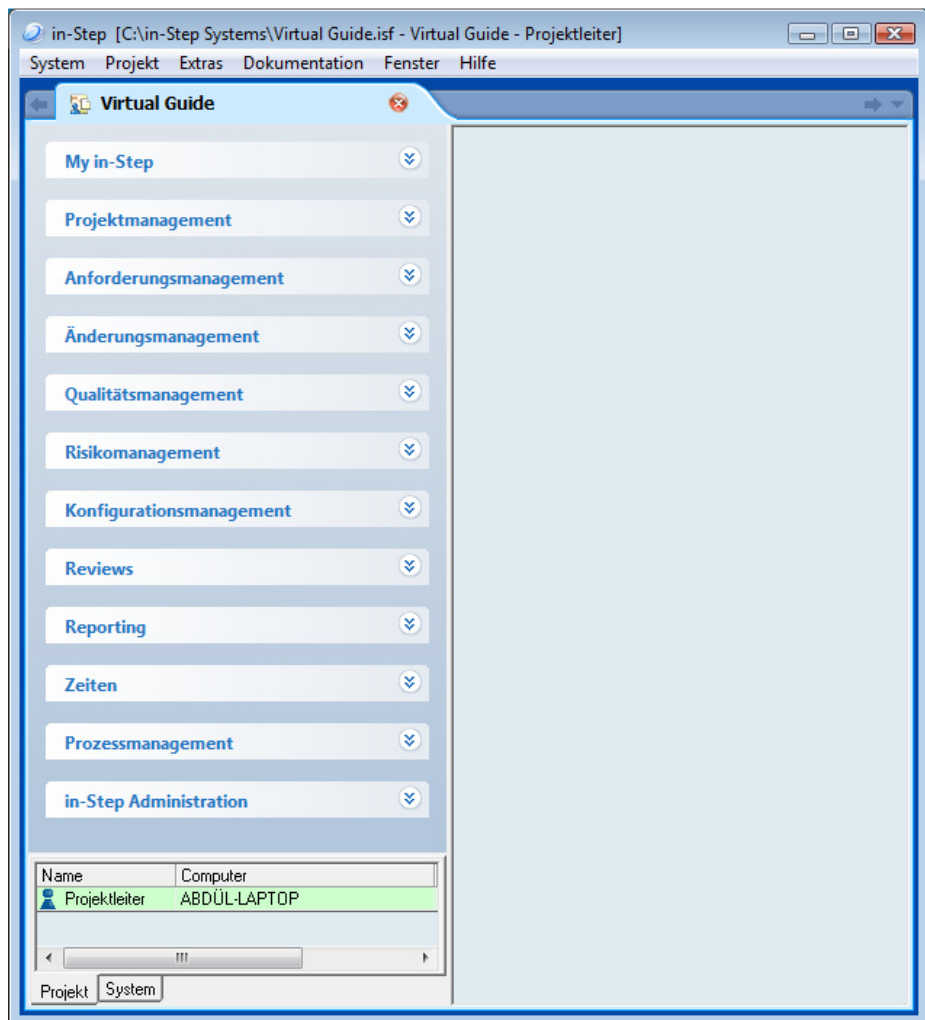 in-Step [C:\in-Step Systems\Virtual Guide.isf - Virtual Guide - Projektleiter]
System Projekt Extras Dokumentation Fenster Hilfe
Virtual Guide
My in-Step
Projektmanagement
Anforderungsmanagement
Änderungsmanagement
Qualitätsmanagement
Risikomanagement
Konfigurationsmanagement
Reviews
Reporting
Zeiten
Prozessmanagement
in-Step Administration
Name Computer
Projektleiter ABDÜL-LAPTOP
Projekt System